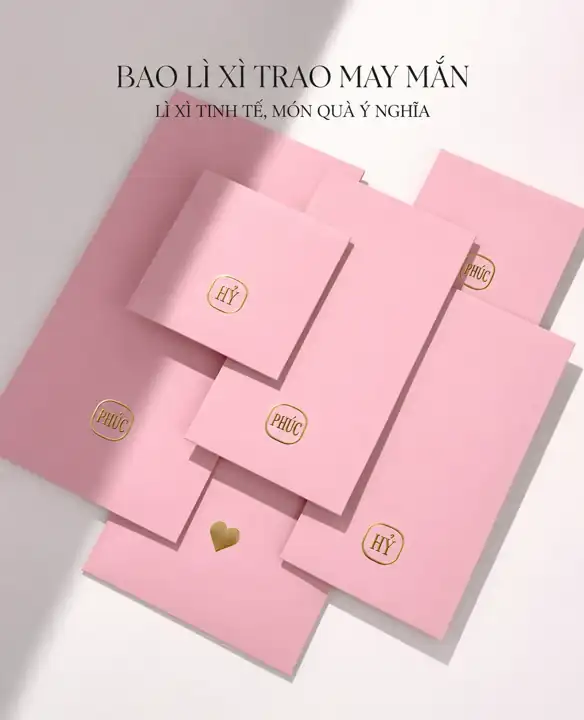 BAO LÌ XÌ TRAO MAY MẮN
LÌ XÌ TINH TẾ, MÓN QUÀ Ý NGHĨA
PHÚC
HỶ
PHÚC
PHÚC
HỶ